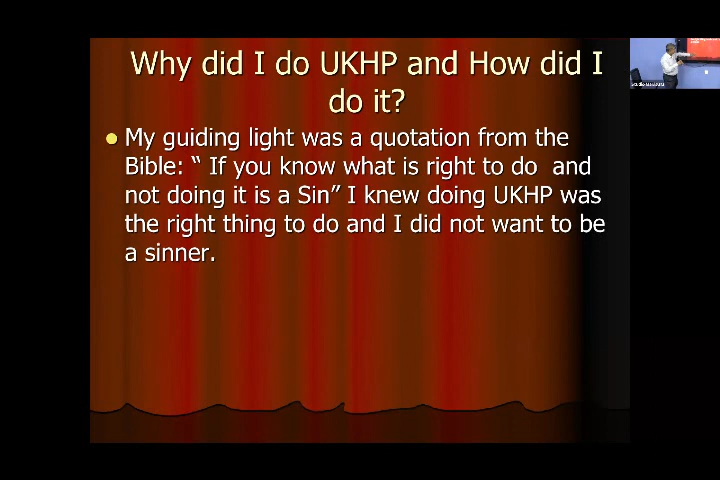 Why did I do UKHP and How did I
do it?
My guiding light was a quotation from the
Bible: “ If you know what is right to do  and
not doing it is a Sin” I knew doing UKHP was
the right thing to do and I did not want to be
a sinner.